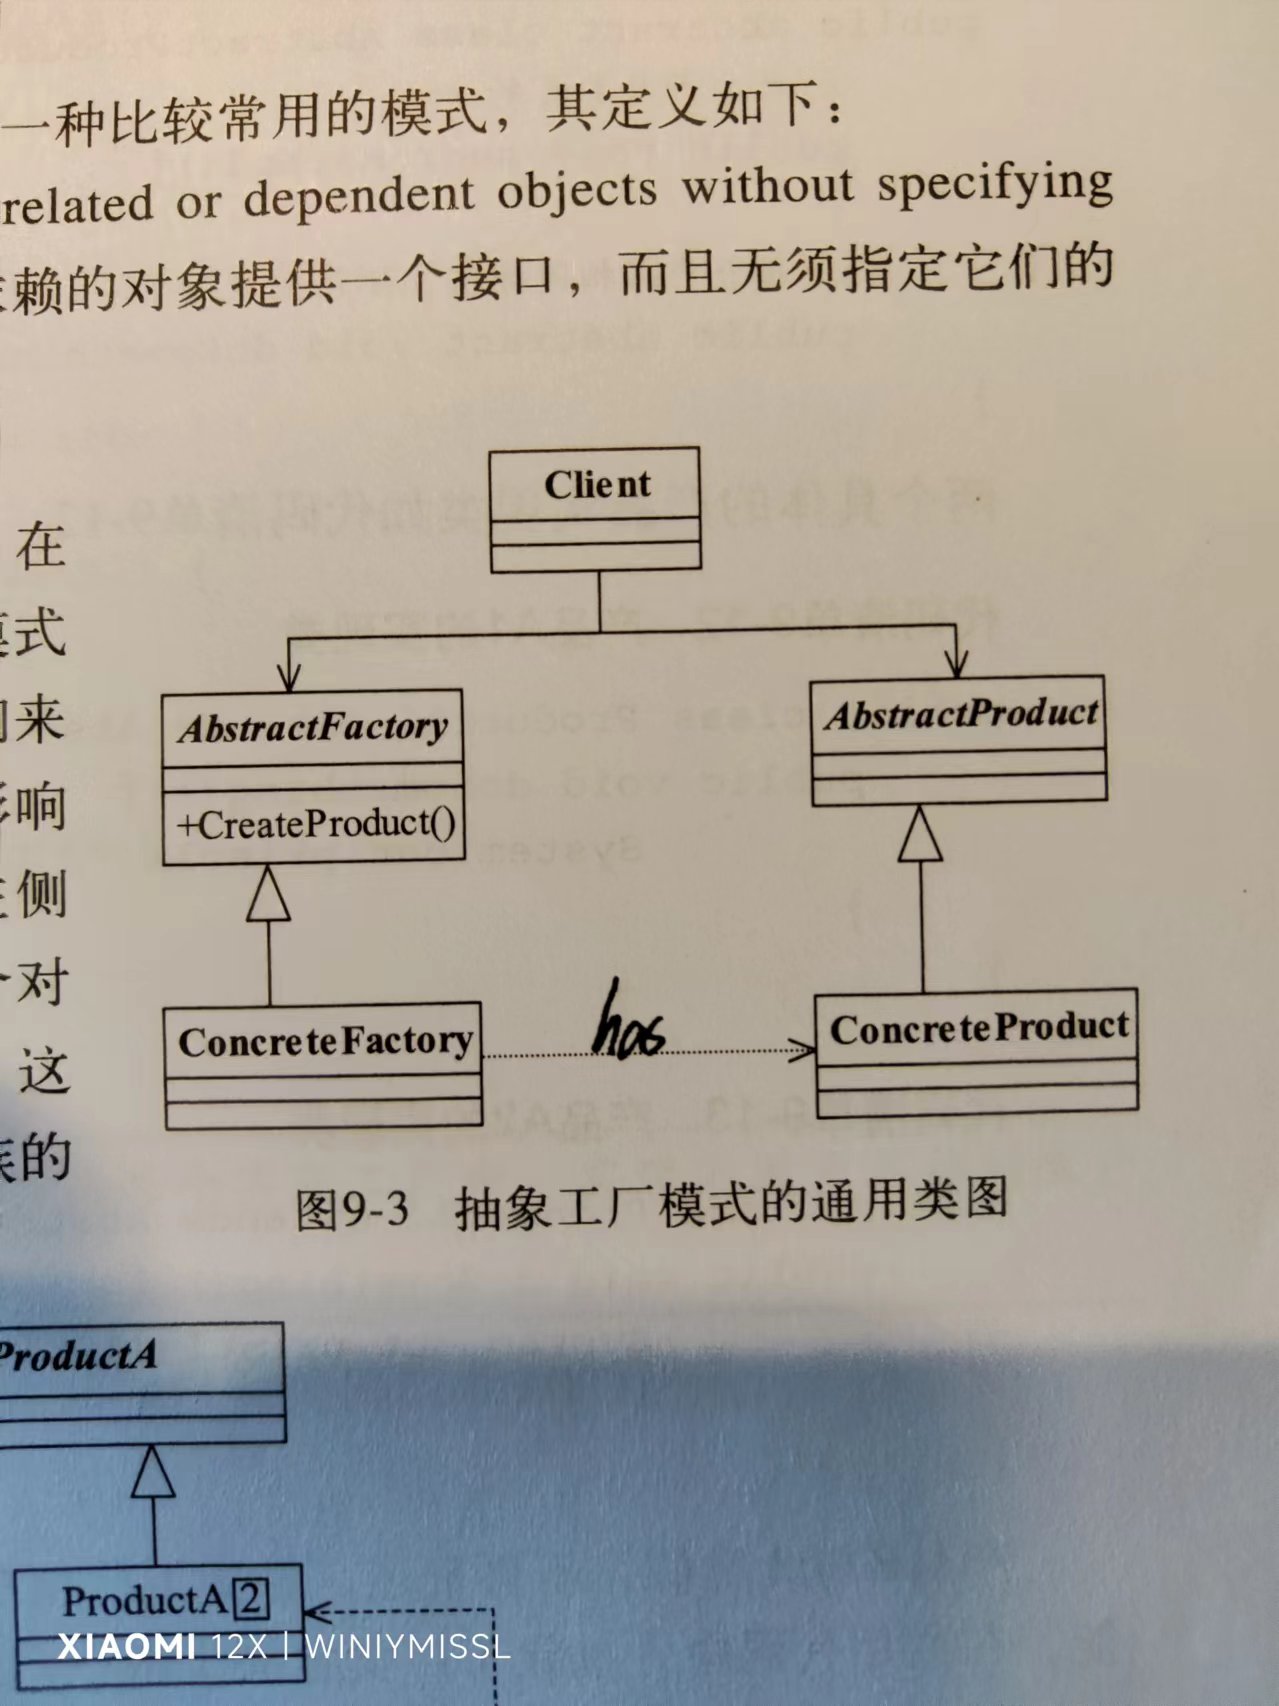 一种比较常用的模式，其定义如下：
related or dependent objects without specifying
赖的对象提供一个接口，而且无须指定它们的
在
式
来
响
侧
对
这
的
Client
AbstractFactory
+CreateProduct()
AbstractProduct
ConcreteFactory
has
ConcreteProduct
图9-3 抽象工厂模式的通用类图
ProductA
ProductA2
XIAOMI 12X | WINIYMISSL